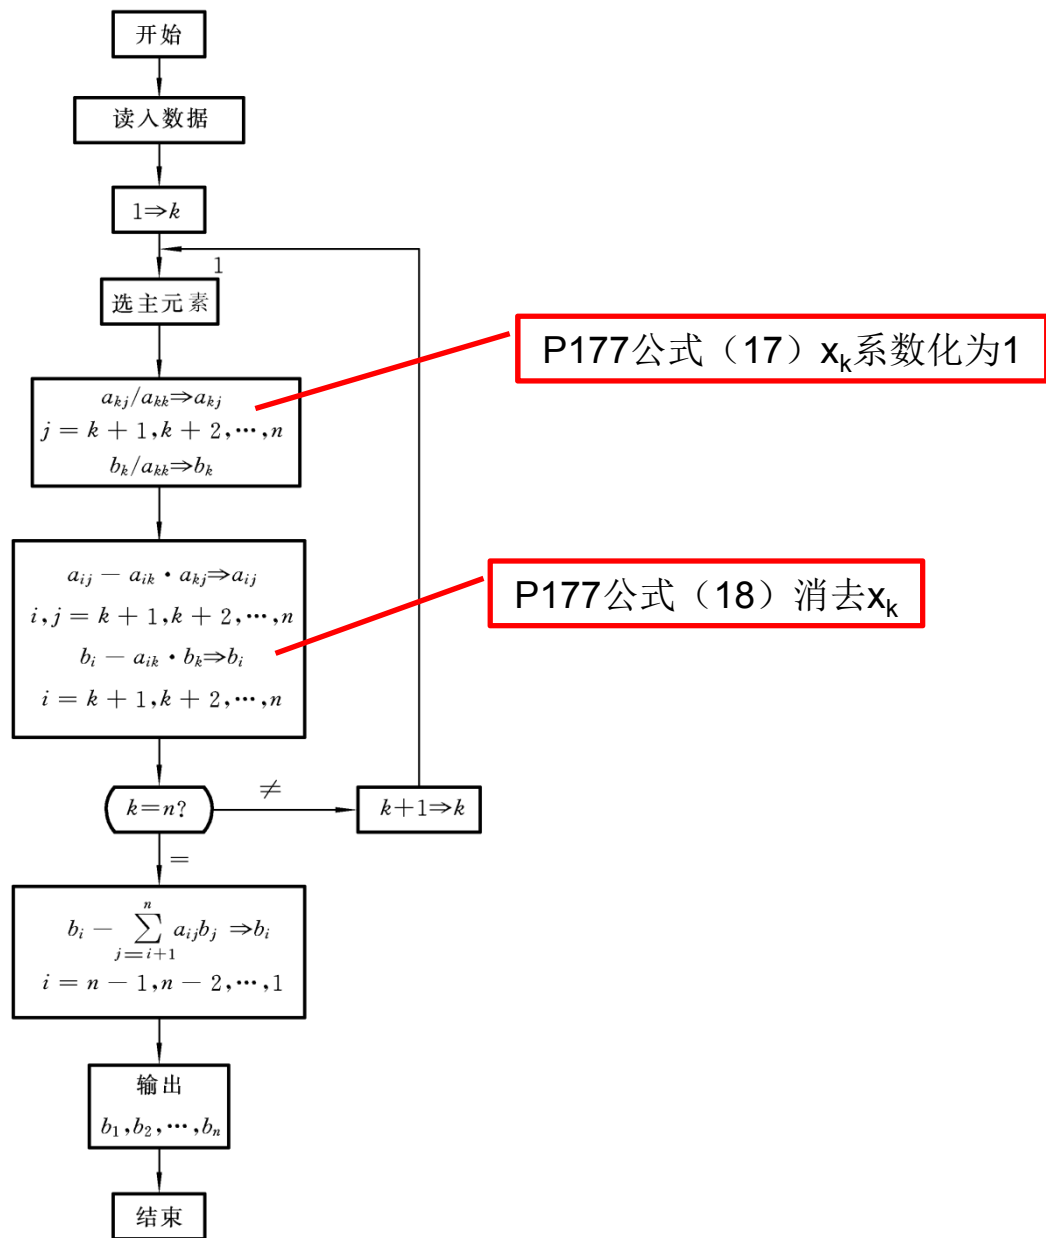 开始
读入数据
1⇒k
1
选主元素
P177公式（17）xₖ系数化为1
aₖⱼ/aₖₖ⇒aₖⱼ
j = k + 1,k + 2,⋯,n
bₖ/aₖₖ⇒bₖ
aᵢⱼ − aᵢₖ · aₖⱼ⇒aᵢⱼ
i,j = k + 1,k + 2,⋯,n
bᵢ − aᵢₖ · bₖ⇒bᵢ
i = k + 1,k + 2,⋯,n
P177公式（18）消去xₖ
k=n?
≠
k+1⇒k
=
bᵢ − ∑ⁿⱼ₌ᵢ₊₁ aᵢⱼbⱼ ⇒bᵢ
i = n − 1,n − 2,⋯,1
输出
b₁,b₂,⋯,bₙ
结束